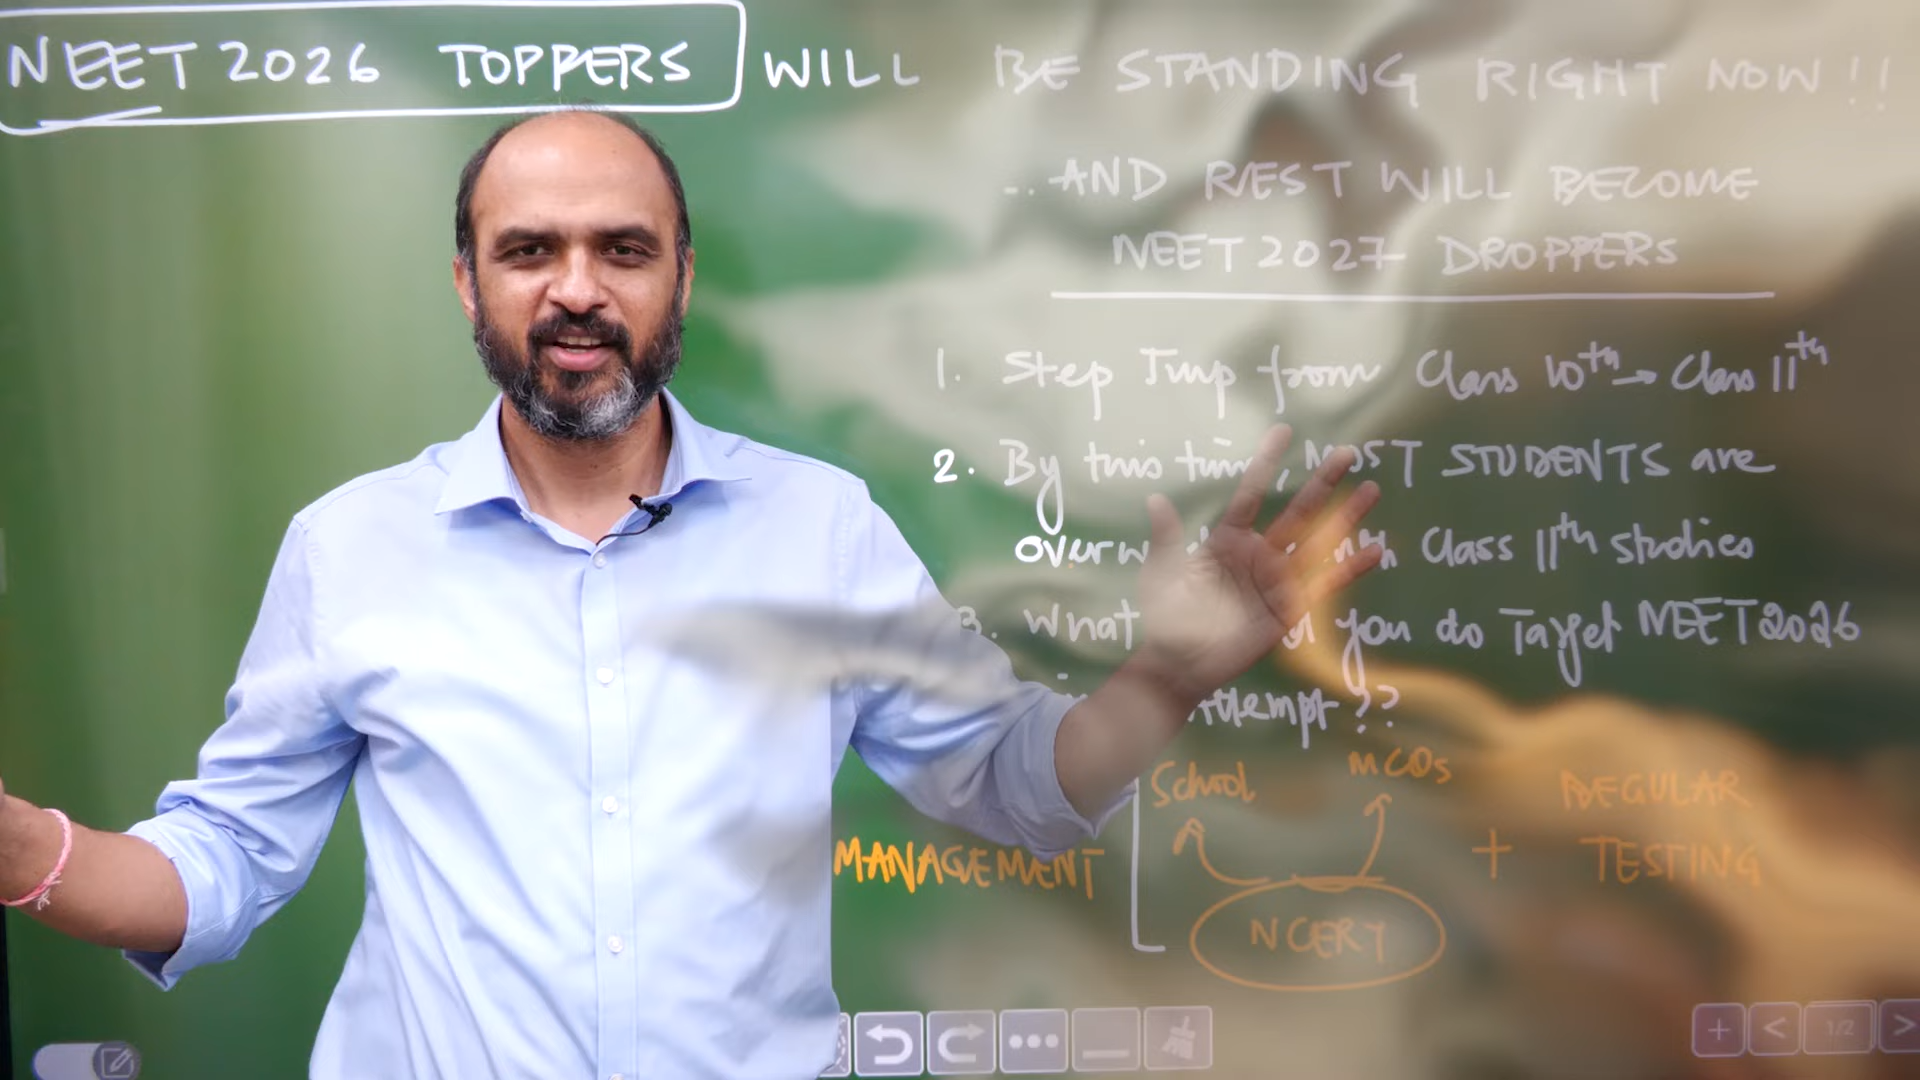 NEET 2026 TOPPERS WILL BE STANDING RIGHT NOW !!
... AND REST WILL BECOME
NEET 2027 DROPPERS
1. Step Jump from Class 10th → Class 11th
2. By this time, MOST STUDENTS are
Class 11th studies
3. What you do Target NEET 2026
attempt ??
School
MCQs
REGULAR
MANAGEMENT
+
TESTING
NCERT
1/2